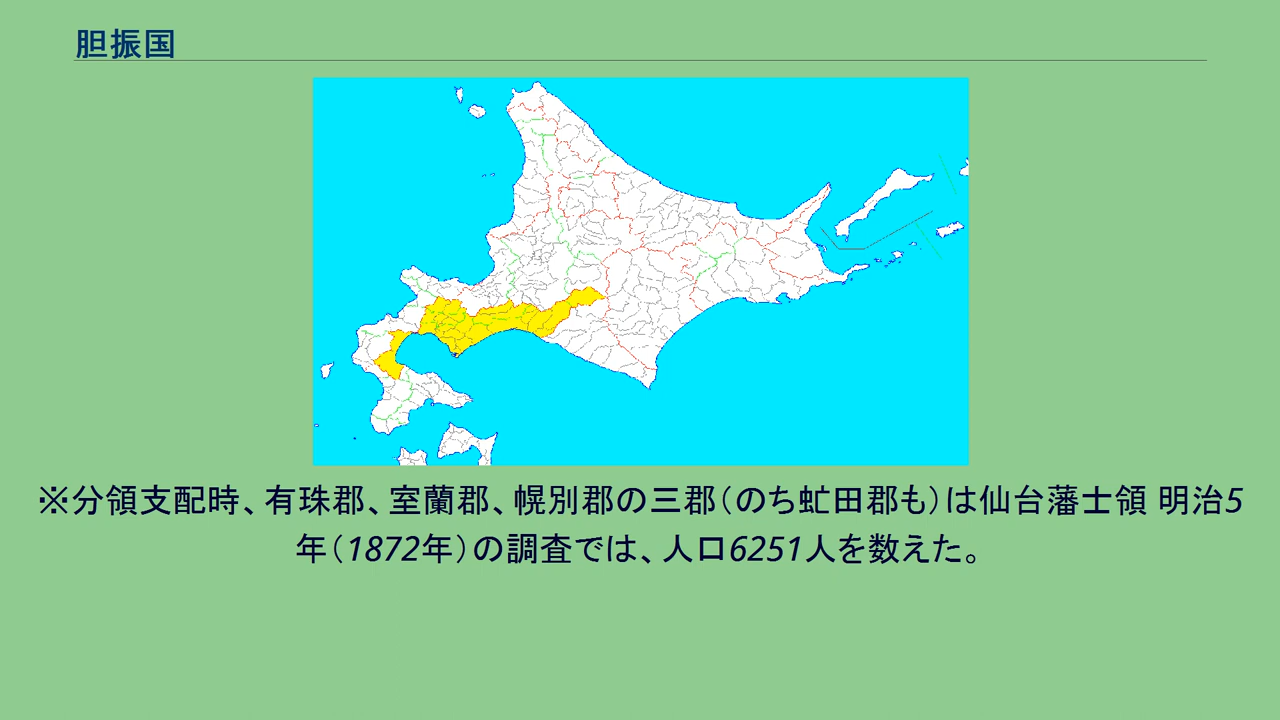 胆振国
※分領支配時、有珠郡、室蘭郡、幌別郡の三郡（のち虻田郡も）は仙台藩士領 明治5
年（1872年）の調査では、人口6251人を数えた。